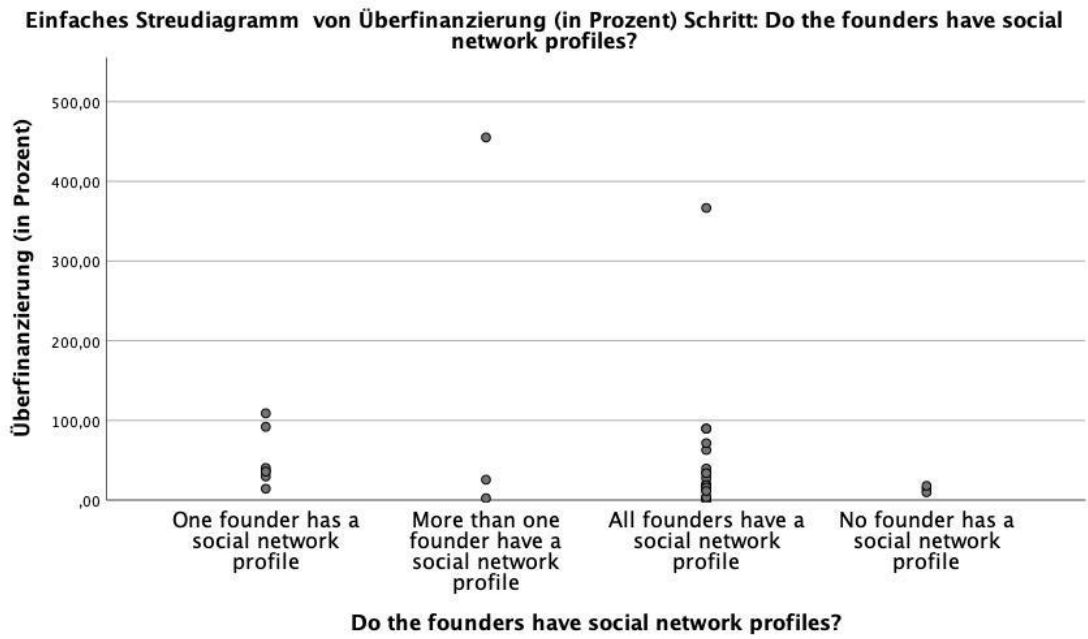 Einfaches Streudiagramm von Überfinanzierung (in Prozent) Schritt: Do the founders have social
network profiles?
Überfinanzierung (in Prozent)
500,00
400,00
300,00
200,00
100,00
,00
One founder has a
social network
profile
More than one
founder have a
social network
profile
All founders have a
social network
profile
No founder has a
social network
profile
Do the founders have social network profiles?